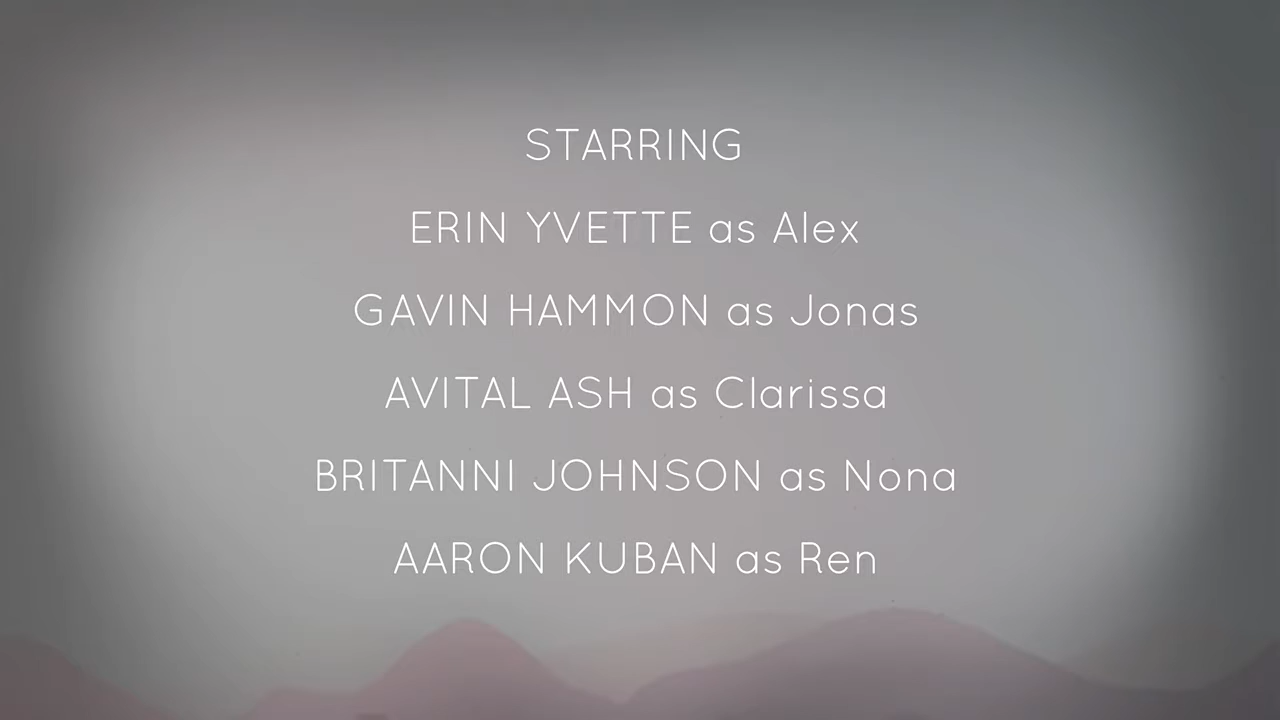 STARRING
ERIN YVETTE as Alex
GAVIN HAMMON as Jonas
AVITAL ASH as Clarissa
BRITANNI JOHNSON as Nona
AARON KUBAN as Ren